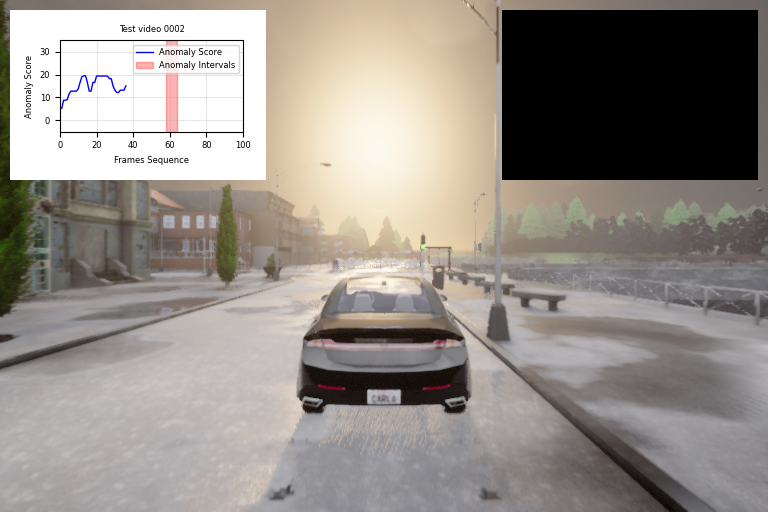 Test video 0002
Anomaly Score
Anomaly Intervals
Anomaly Score
30
20
10
0
0 20 40 60 80 100
Frames Sequence
CARLA